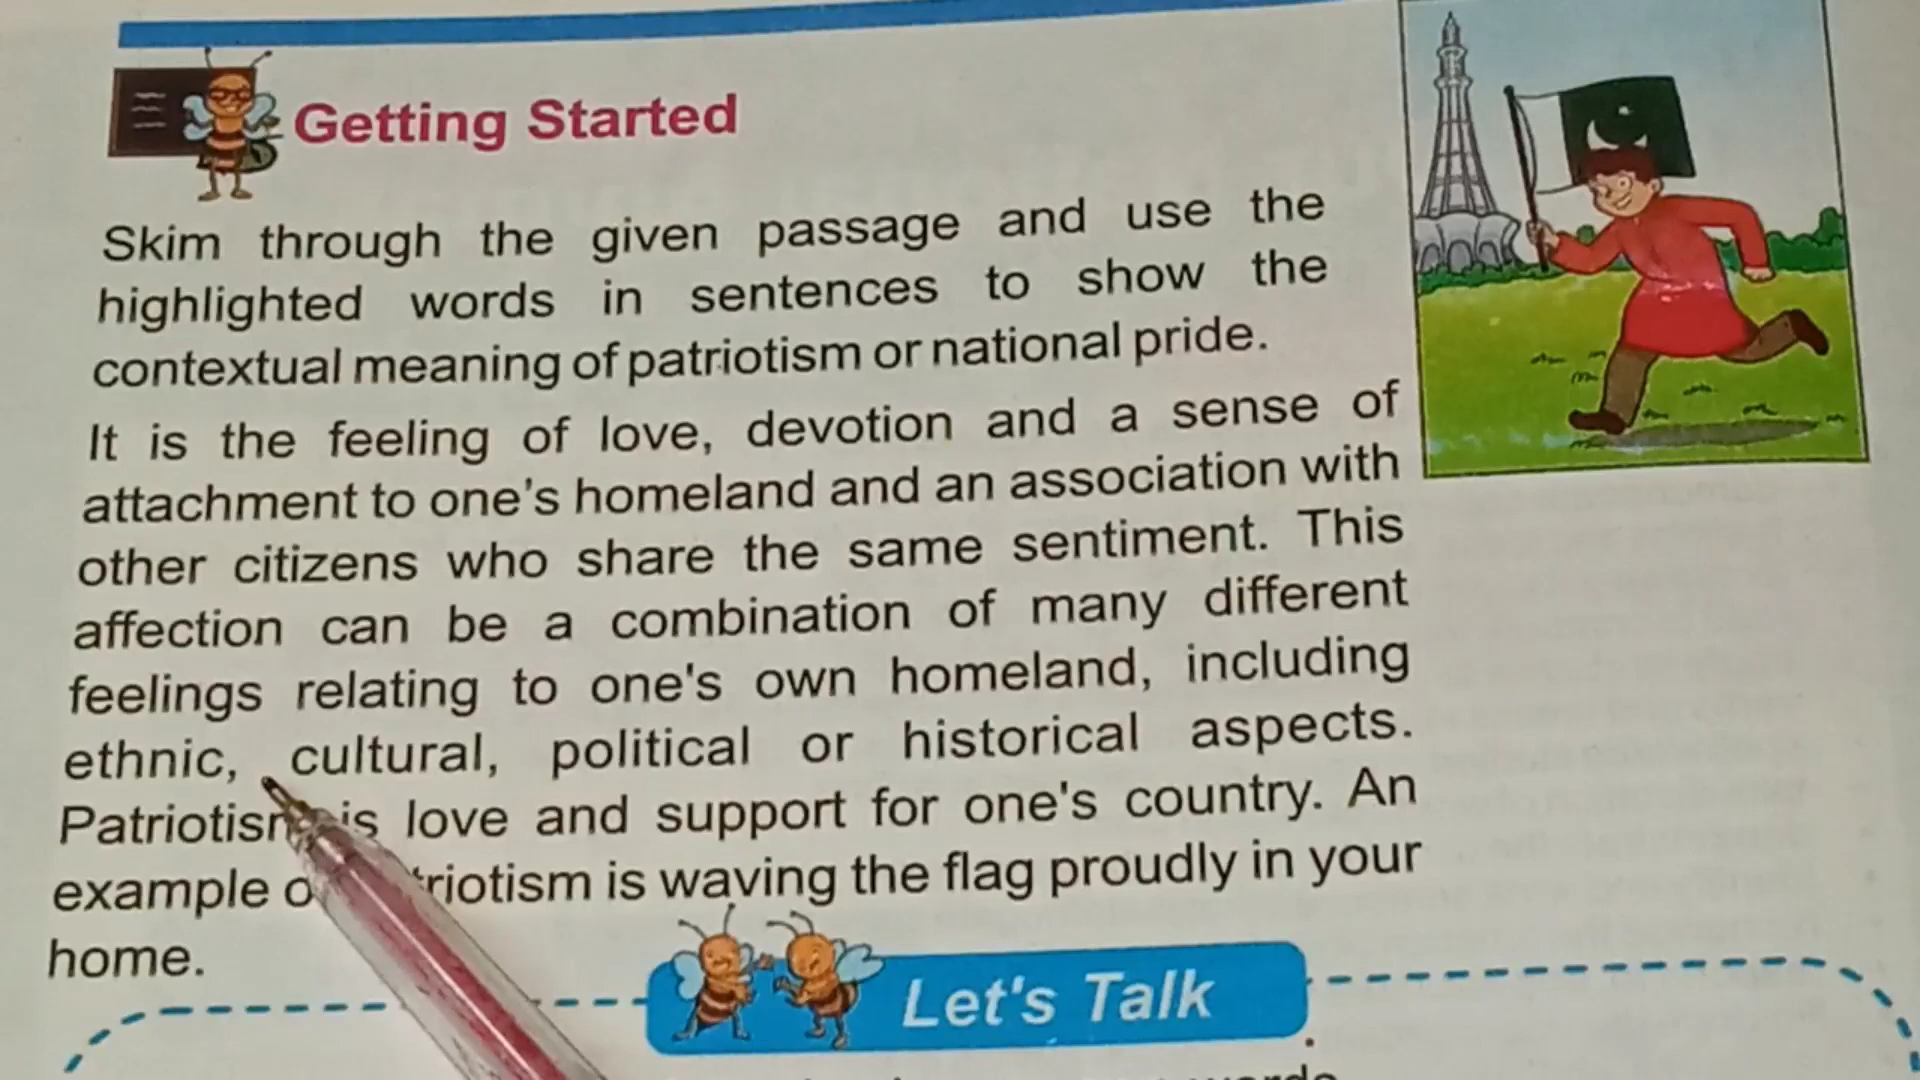 Getting Started
Skim through the given passage and use the
highlighted words in sentences to show the
contextual meaning of patriotism or national pride.
It is the feeling of love, devotion and a sense of
attachment to one's homeland and an association with
other citizens who share the same sentiment. This
affection can be a combination of many different
feelings relating to one's own homeland, including
ethnic, cultural, political or historical aspects.
Patriotism is love and support for one's country. An
example is waving the flag proudly in your
home.
Let's Talk